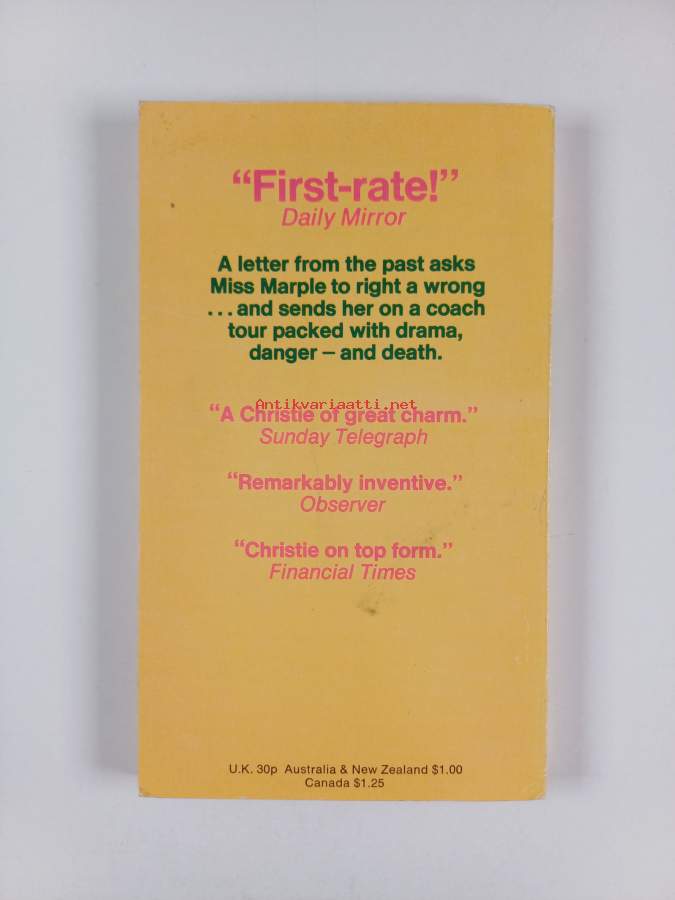 “First-rate!”
Daily Mirror
A letter from the past asks
Miss Marple to right a wrong
...and sends her on a coach
tour packed with drama,
danger – and death.
Antikvariaatti.net
“A Christie of great charm.”
Sunday Telegraph
“Remarkably inventive.”
Observer
“Christie on top form.”
Financial Times
U.K. 30p Australia & New Zealand $1.00
Canada $1.25